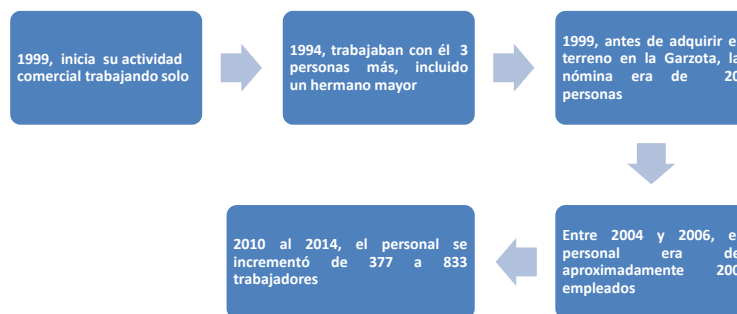 1999, inicia su actividad
comercial trabajando solo
1994, trabajaban con él 3
personas más, incluido
un hermano mayor
1999, antes de adquirir e
terreno en la Garzota, la
nómina era de 20
personas
Entre 2004 y 2006, e
personal era de
aproximadamente 200
empleados
2010 al 2014, el personal se
incrementó de 377 a 833
trabajadores